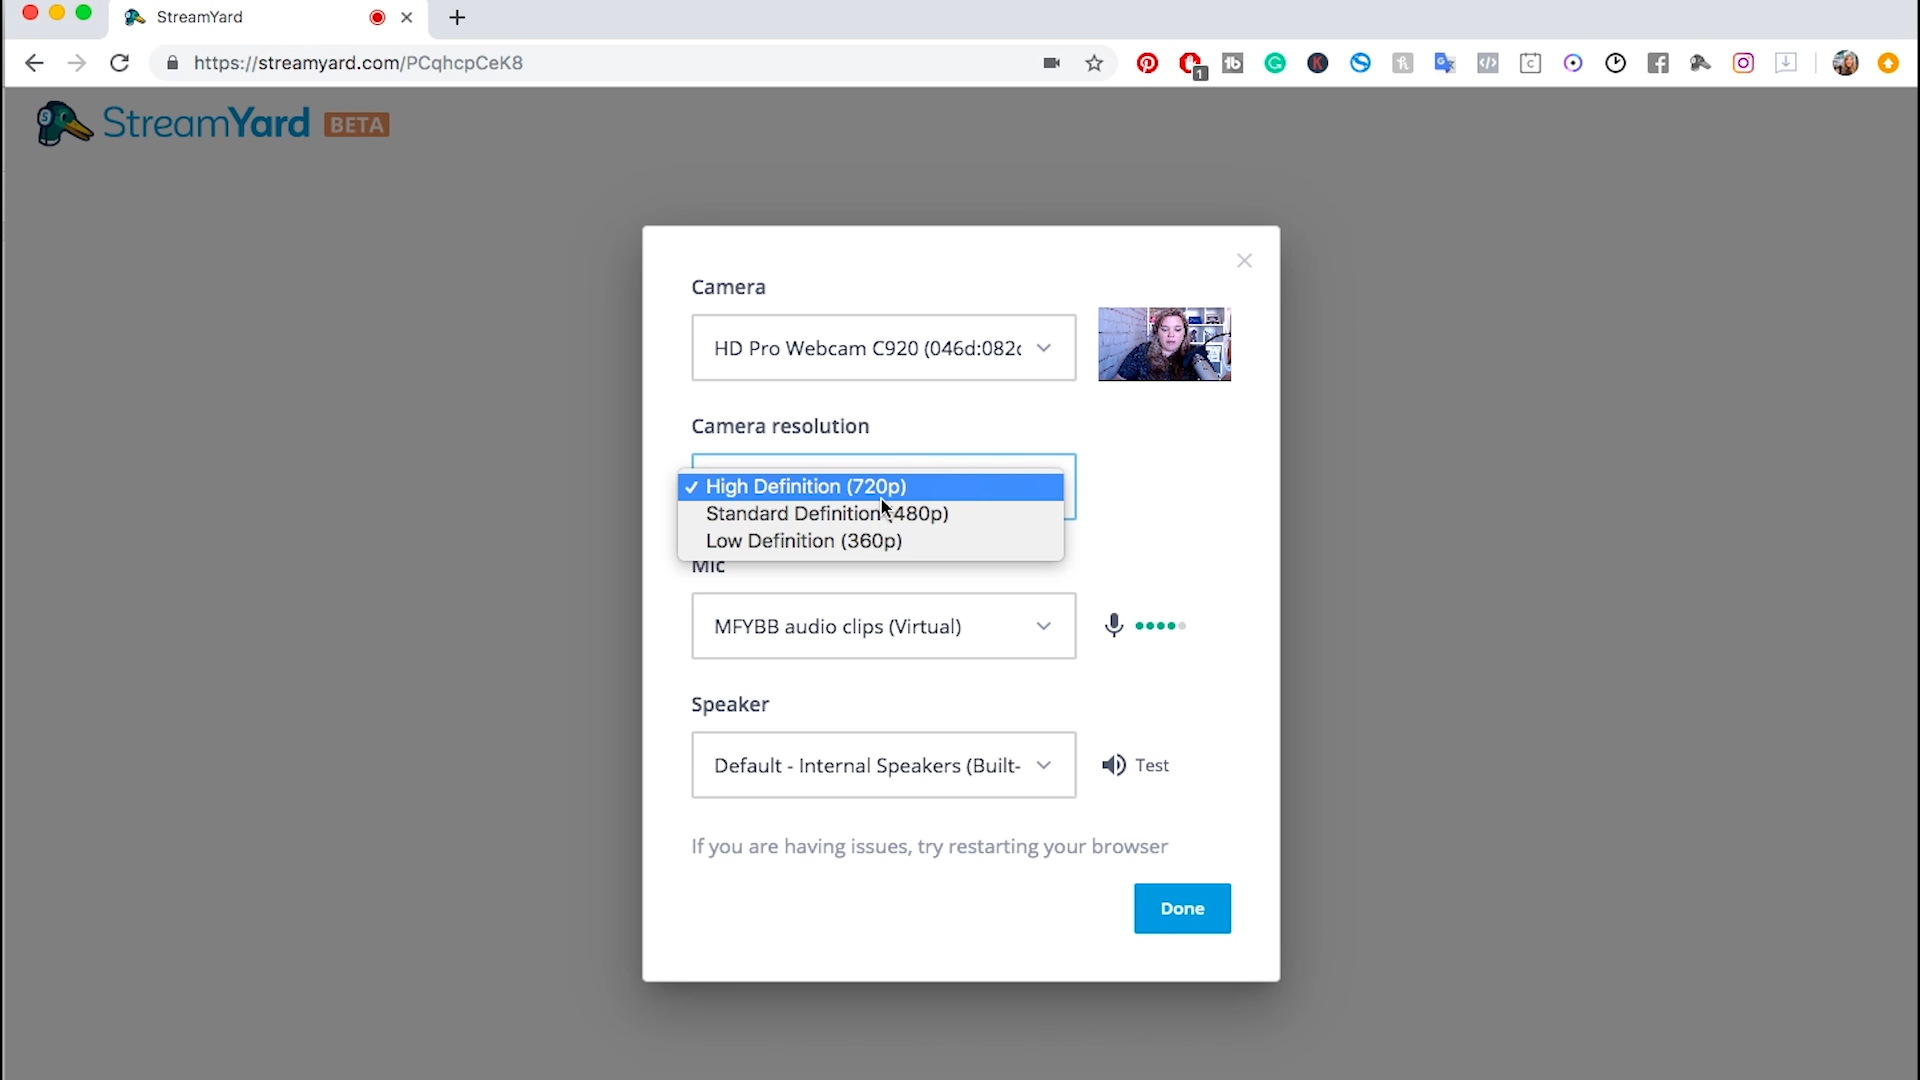 StreamYard
https://streamyard.com/PCqhcpCeK8
1
StreamYard BETA
Camera
HD Pro Webcam C920 (046d:082c
Camera resolution
✓ High Definition (720p)
Standard Definition (480p)
Low Definition (360p)
Mic
MFYBB audio clips (Virtual)
Speaker
Default - Internal Speakers (Built-
Test
If you are having issues, try restarting your browser
Done